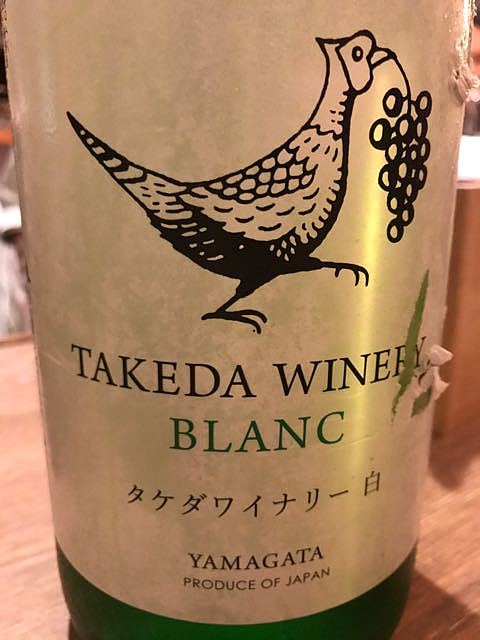 TAKEDA WINERY
BLANC
タケダワイナリー 白
YAMAGATA
PRODUCE OF JAPAN